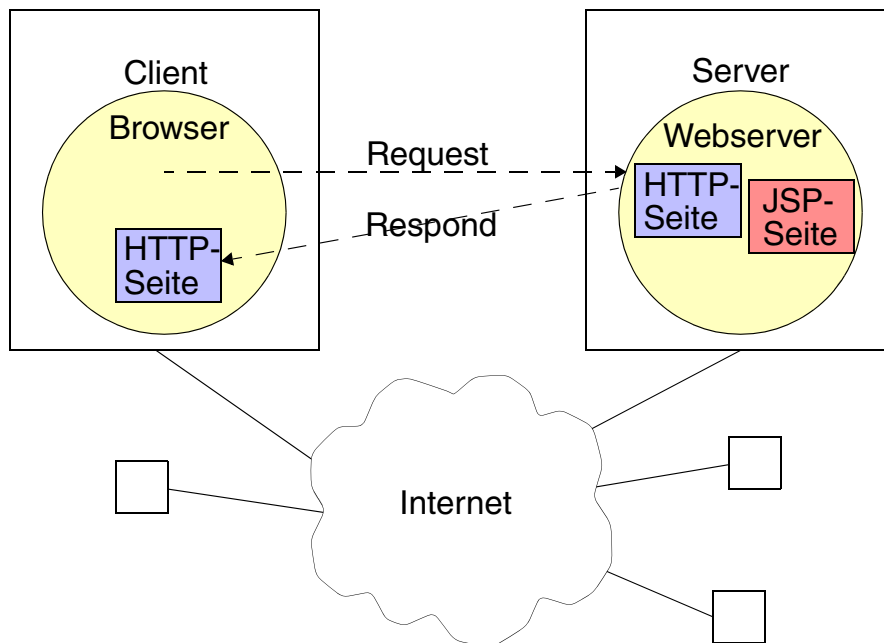 Client
Browser
HTTP-
Seite
Request
Respond
Server
Webserver
HTTP-
Seite
JSP-
Seite
Internet